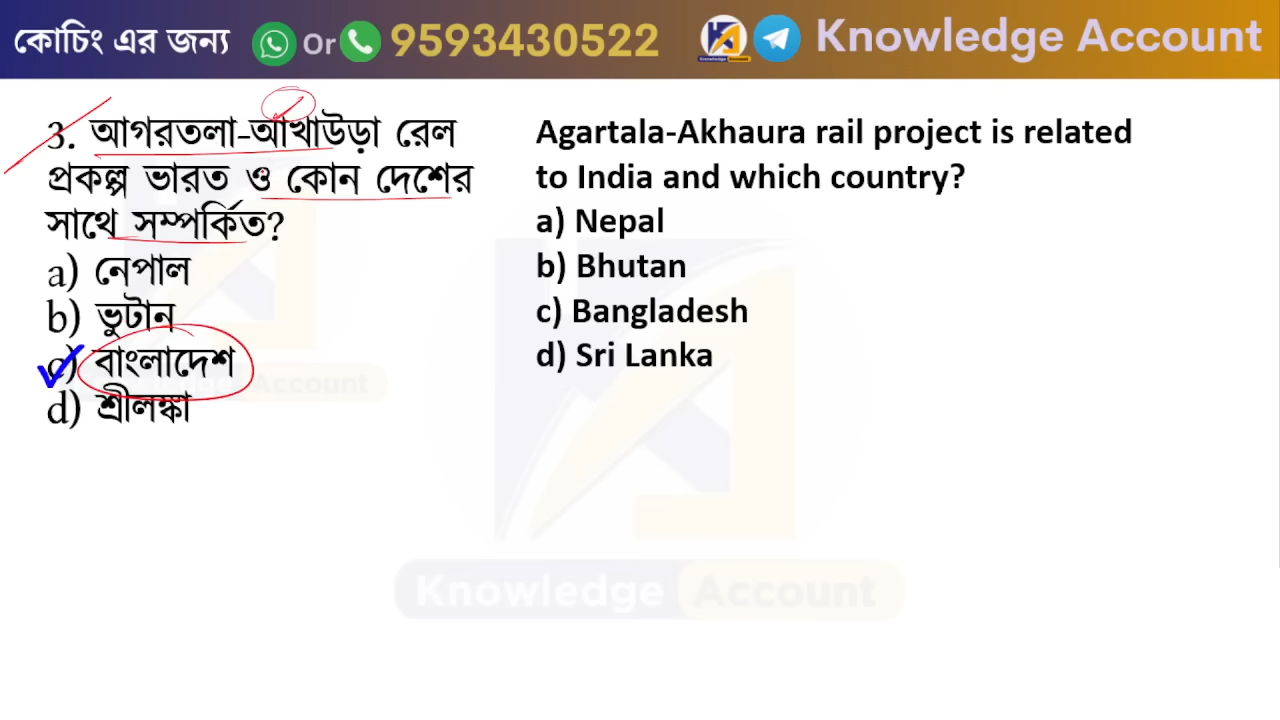 কোচিং এর জন্য Or 9593430522 Knowledge Account
3. আগরতলা-আখাউড়া রেল
প্রকল্প ভারত ও কোন দেশের
সাথে সম্পর্কিত?
a) নেপাল
b) ভুটান
c) বাংলাদেশ
d) শ্রীলঙ্কা
Agartala-Akhaura rail project is related
to India and which country?
a) Nepal
b) Bhutan
c) Bangladesh
d) Sri Lanka
Knowledge Account